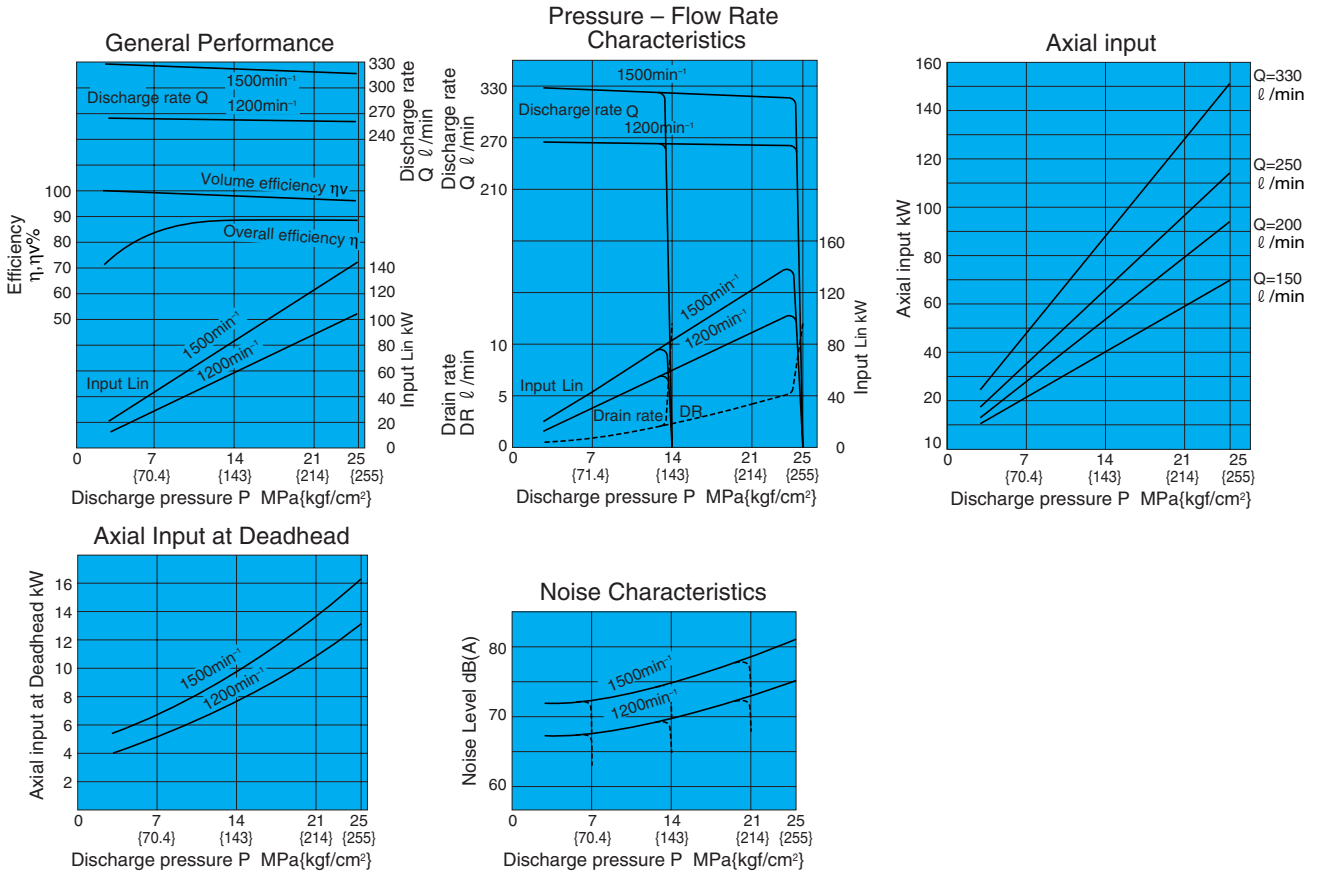 General Performance
330
300
270
240
Discharge rate
Q ℓ/min
1500min⁻¹
Discharge rate Q
1200min⁻¹
Volume efficiency ηv
Overall efficiency η
100
90
80
70
60
50
Efficiency
η,ηv%
140
120
100
80
60
40
20
0
Input Lin kW
1500min⁻¹
1200min⁻¹
Input Lin
0
7
14
21
25
{70.4}
{143}
{214}
{255}
Discharge pressure P MPa{kgf/cm²}
Pressure – Flow Rate
Characteristics
330
270
210
Discharge rate
Q ℓ/min
1500min⁻¹
Discharge rate Q
1200min⁻¹
160
120
80
40
0
Input Lin kW
10
5
0
Drain rate
DR ℓ/min
1500min⁻¹
1200min⁻¹
Input Lin
Drain rate DR
0
7
14
21
25
{71.4}
{143}
{214}
{255}
Discharge pressure P MPa{kgf/cm²}
Axial input
160
140
120
100
80
60
40
20
10
Axial input kW
Q=330
ℓ/min
Q=250
ℓ/min
Q=200
ℓ/min
Q=150
ℓ/min
0
7
14
21
25
{70.4}
{143}
{214}
{255}
Discharge pressure P MPa{kgf/cm²}
Axial Input at Deadhead
16
14
12
10
8
6
4
2
Axial input at Deadhead kW
1500min⁻¹
1200min⁻¹
0
7
14
21
25
{70.4}
{143}
{214}
{255}
Discharge pressure P MPa{kgf/cm²}
Noise Characteristics
80
70
60
Noise Level dB(A)
1500min⁻¹
1200min⁻¹
0
7
14
21
25
{70.4}
{143}
{214}
{255}
Discharge pressure P MPa{kgf/cm²}